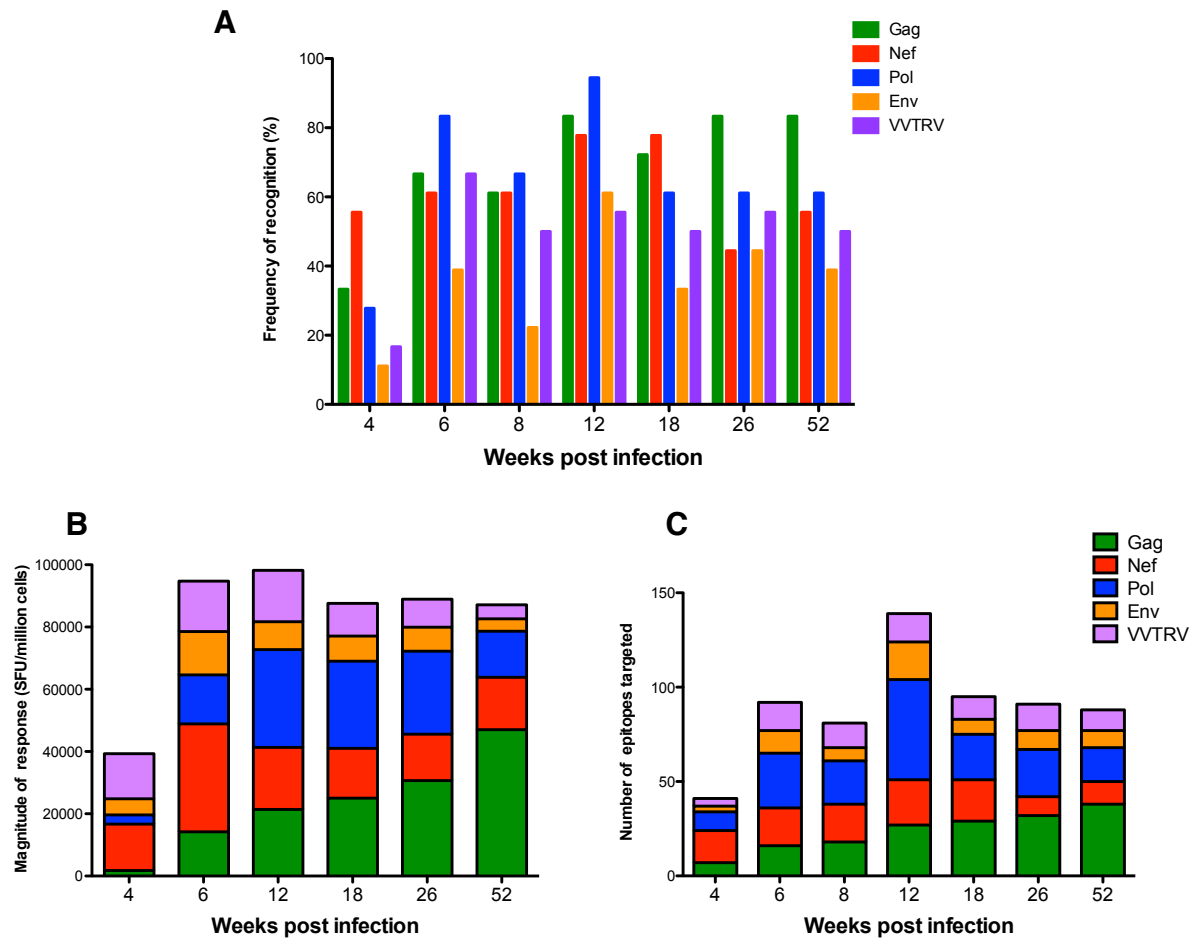 A
Gag
Nef
Pol
Env
VVTRV
Frequency of recognition (%)
100
80
60
40
20
0
4 6 8 12 18 26 52
Weeks post infection
B
Magnitude of response (SFU/million cells)
100000
80000
60000
40000
20000
0
4 6 12 18 26 52
Weeks post infection
C
Gag
Nef
Pol
Env
VVTRV
Number of epitopes targeted
150
100
50
0
4 6 8 12 18 26 52
Weeks post infection